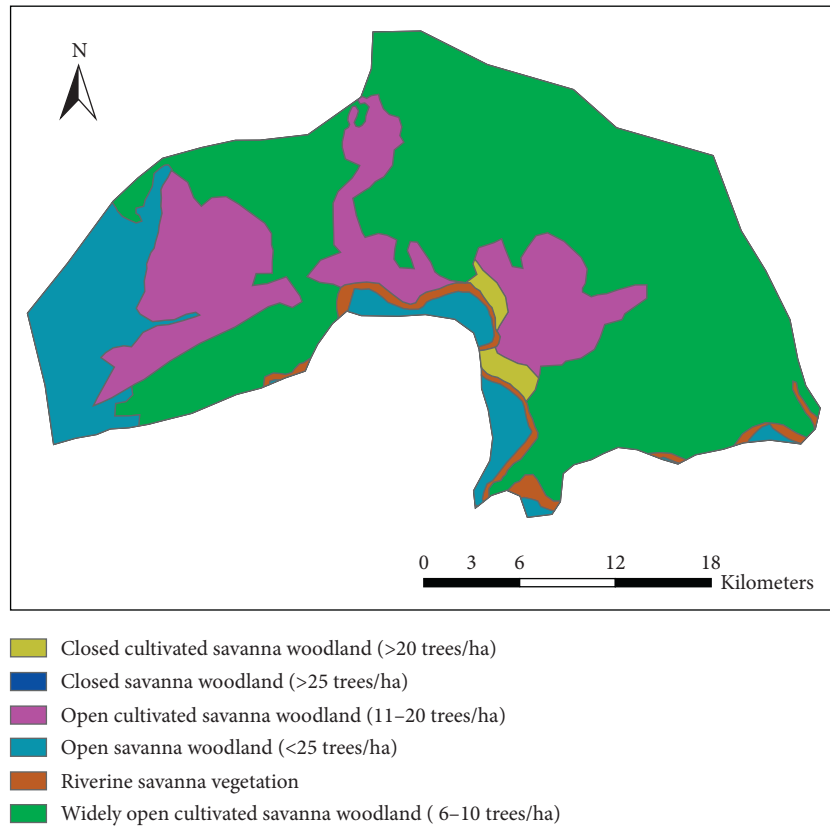 N
0 3 6 12 18
Kilometers
Closed cultivated savanna woodland (>20 trees/ha)
Closed savanna woodland (>25 trees/ha)
Open cultivated savanna woodland (11–20 trees/ha)
Open savanna woodland (<25 trees/ha)
Riverine savanna vegetation
Widely open cultivated savanna woodland ( 6–10 trees/ha)